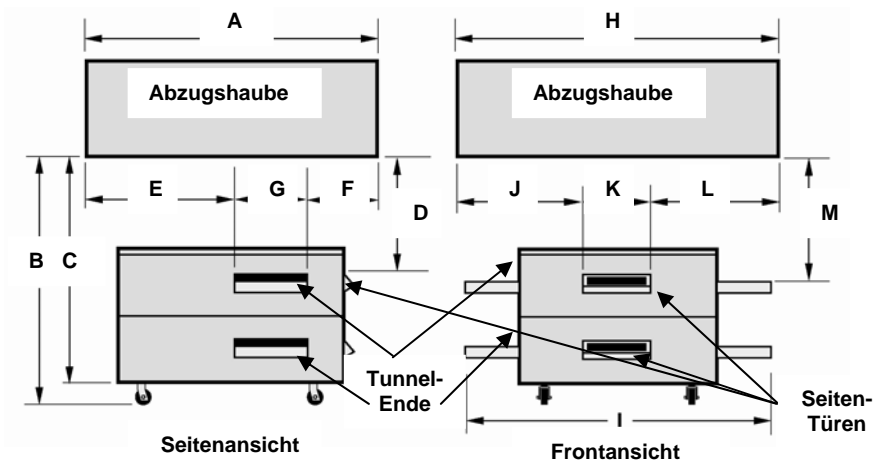 A
H
Abzugshaube
Abzugshaube
E
G
F
D
J
K
L
M
B
C
Tunnel-
Ende
I
Seiten-
Türen
Seitenansicht
Frontansicht